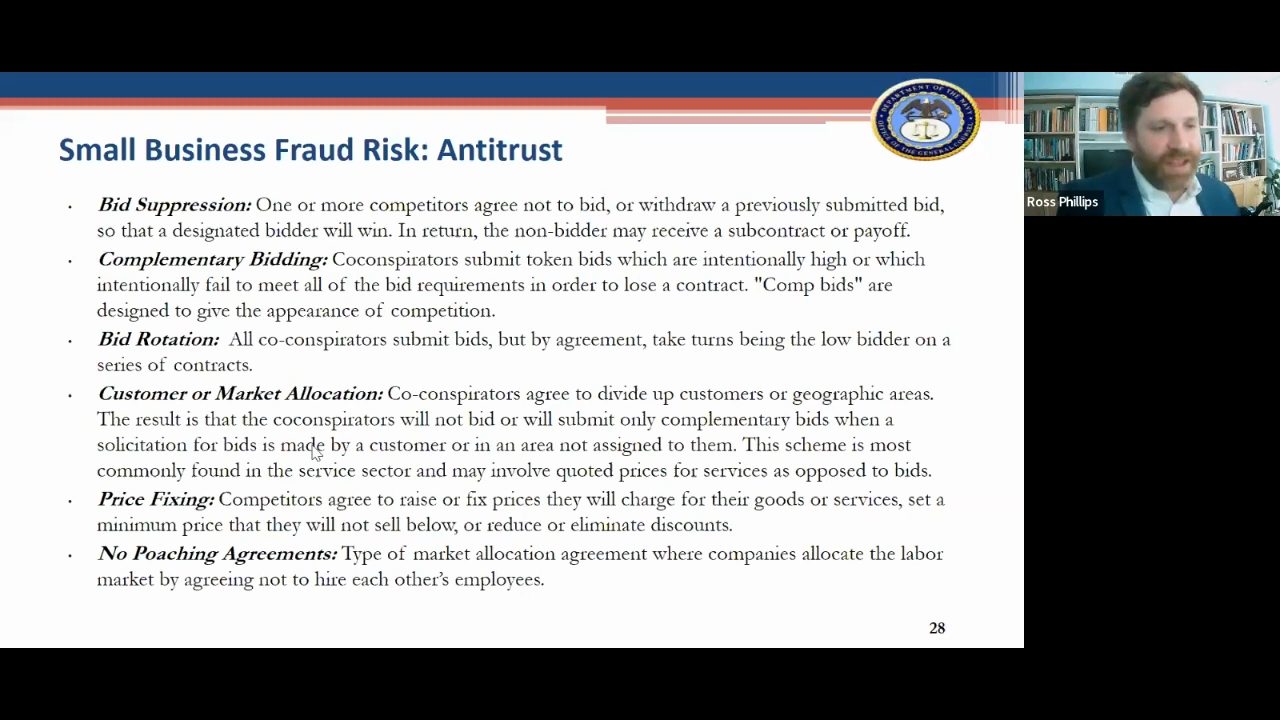 DEPARTMENT OF THE NAVY
OFFICE OF THE GENERAL COUNSEL
Small Business Fraud Risk: Antitrust
• Bid Suppression: One or more competitors agree not to bid, or withdraw a previously submitted bid,
so that a designated bidder will win. In return, the non-bidder may receive a subcontract or payoff.
• Complementary Bidding: Coconspirators submit token bids which are intentionally high or which
intentionally fail to meet all of the bid requirements in order to lose a contract. "Comp bids" are
designed to give the appearance of competition.
• Bid Rotation: All co-conspirators submit bids, but by agreement, take turns being the low bidder on a
series of contracts.
• Customer or Market Allocation: Co-conspirators agree to divide up customers or geographic areas.
The result is that the coconspirators will not bid or will submit only complementary bids when a
solicitation for bids is made by a customer or in an area not assigned to them. This scheme is most
commonly found in the service sector and may involve quoted prices for services as opposed to bids.
• Price Fixing: Competitors agree to raise or fix prices they will charge for their goods or services, set a
minimum price that they will not sell below, or reduce or eliminate discounts.
• No Poaching Agreements: Type of market allocation agreement where companies allocate the labor
market by agreeing not to hire each other’s employees.
28
Ross Phillips